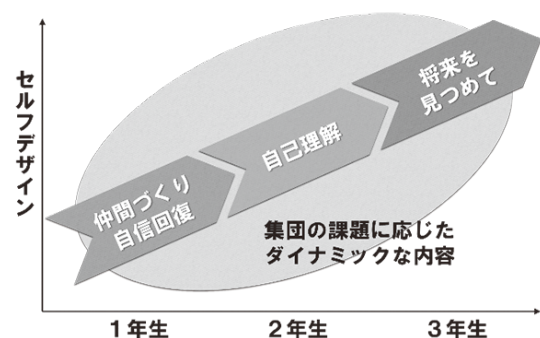 セルフデザイン
仲間づくり
自信回復
自己理解
将来を
見つめて
集団の課題に応じた
ダイナミックな内容
1年生
2年生
3年生